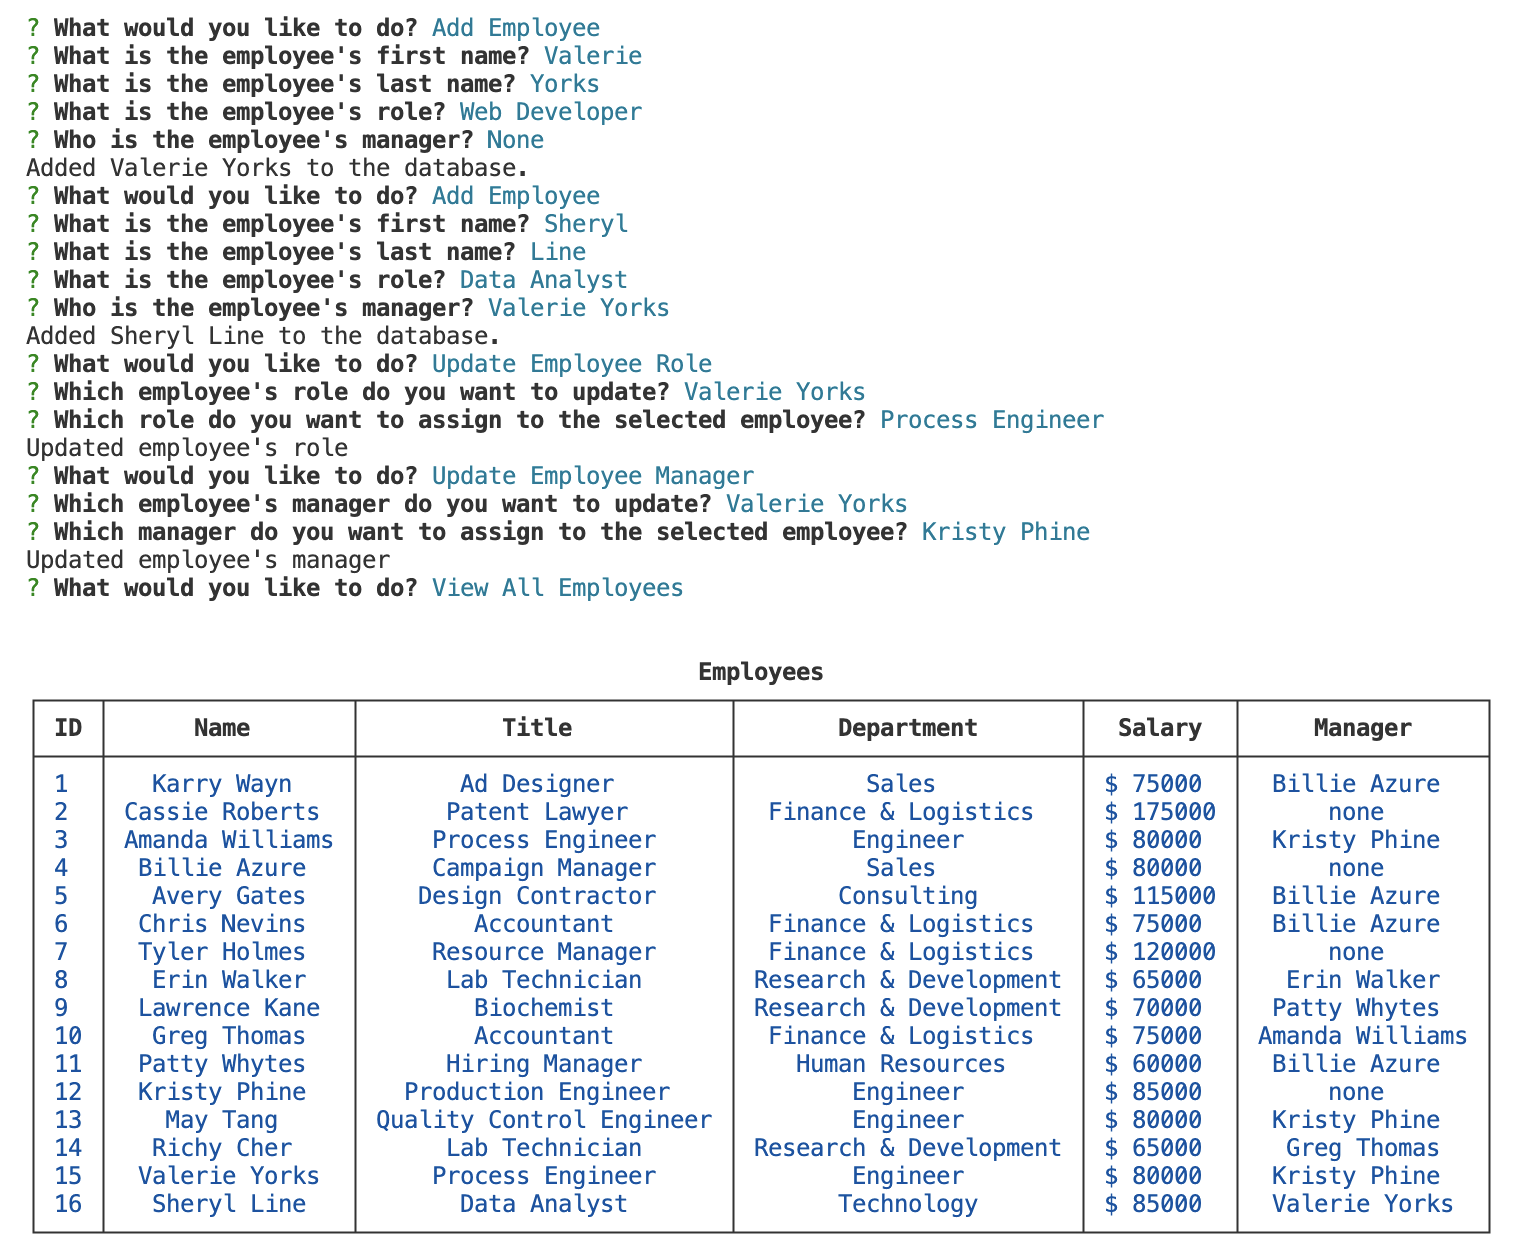 ? What would you like to do? Add Employee
? What is the employee's first name? Valerie
? What is the employee's last name? Yorks
? What is the employee's role? Web Developer
? Who is the employee's manager? None
Added Valerie Yorks to the database.
? What would you like to do? Add Employee
? What is the employee's first name? Sheryl
? What is the employee's last name? Line
? What is the employee's role? Data Analyst
? Who is the employee's manager? Valerie Yorks
Added Sheryl Line to the database.
? What would you like to do? Update Employee Role
? Which employee's role do you want to update? Valerie Yorks
? Which role do you want to assign to the selected employee? Process Engineer
Updated employee's role
? What would you like to do? Update Employee Manager
? Which employee's manager do you want to update? Valerie Yorks
? Which manager do you want to assign to the selected employee? Kristy Phine
Updated employee's manager
? What would you like to do? View All Employees
Employees
ID Name Title Department Salary Manager
1 Karry Wayn Ad Designer Sales $ 75000 Billie Azure
2 Cassie Roberts Patent Lawyer Finance & Logistics $ 175000 none
3 Amanda Williams Process Engineer Engineer $ 80000 Kristy Phine
4 Billie Azure Campaign Manager Sales $ 80000 none
5 Avery Gates Design Contractor Consulting $ 115000 Billie Azure
6 Chris Nevins Accountant Finance & Logistics $ 75000 Billie Azure
7 Tyler Holmes Resource Manager Finance & Logistics $ 120000 none
8 Erin Walker Lab Technician Research & Development $ 65000 Erin Walker
9 Lawrence Kane Biochemist Research & Development $ 70000 Patty Whytes
10 Greg Thomas Accountant Finance & Logistics $ 75000 Amanda Williams
11 Patty Whytes Hiring Manager Human Resources $ 60000 Billie Azure
12 Kristy Phine Production Engineer Engineer $ 85000 none
13 May Tang Quality Control Engineer Engineer $ 80000 Kristy Phine
14 Richy Cher Lab Technician Research & Development $ 65000 Greg Thomas
15 Valerie Yorks Process Engineer Engineer $ 80000 Kristy Phine
16 Sheryl Line Data Analyst Technology $ 85000 Valerie Yorks